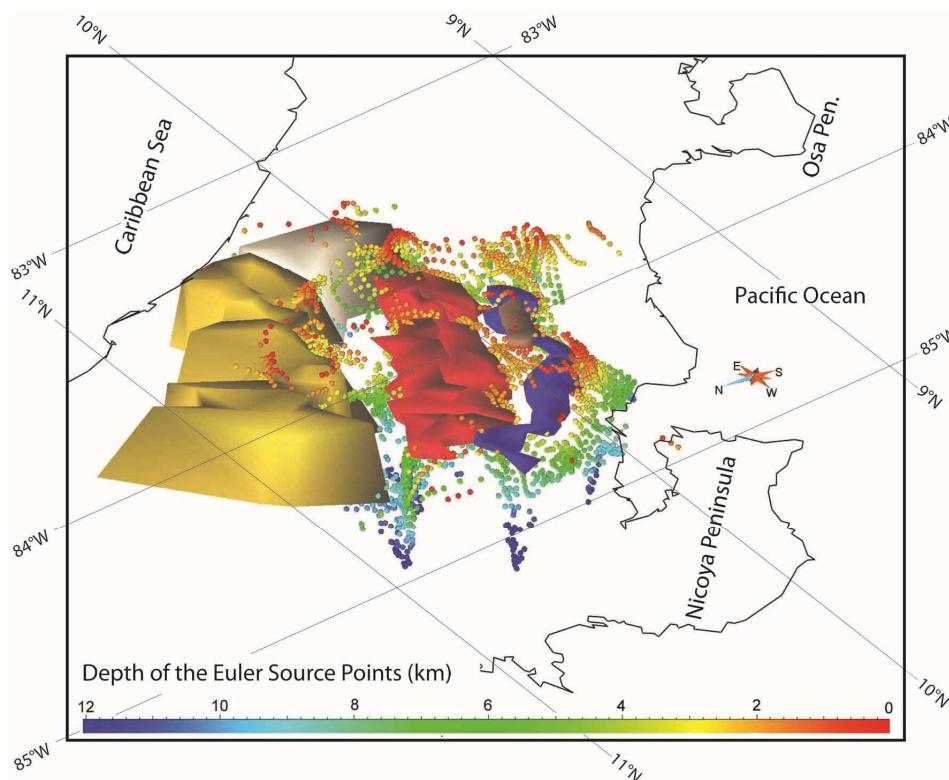 10°N
9°N
83°W
Caribbean Sea
Osa Pen.
84°W
83°W
11°N
Pacific Ocean
85°W
E
S
N
W
9°N
Nicoya Peninsula
84°W
Depth of the Euler Source Points (km)
12 10 8 6 4 2 0
10°N
85°W
11°N